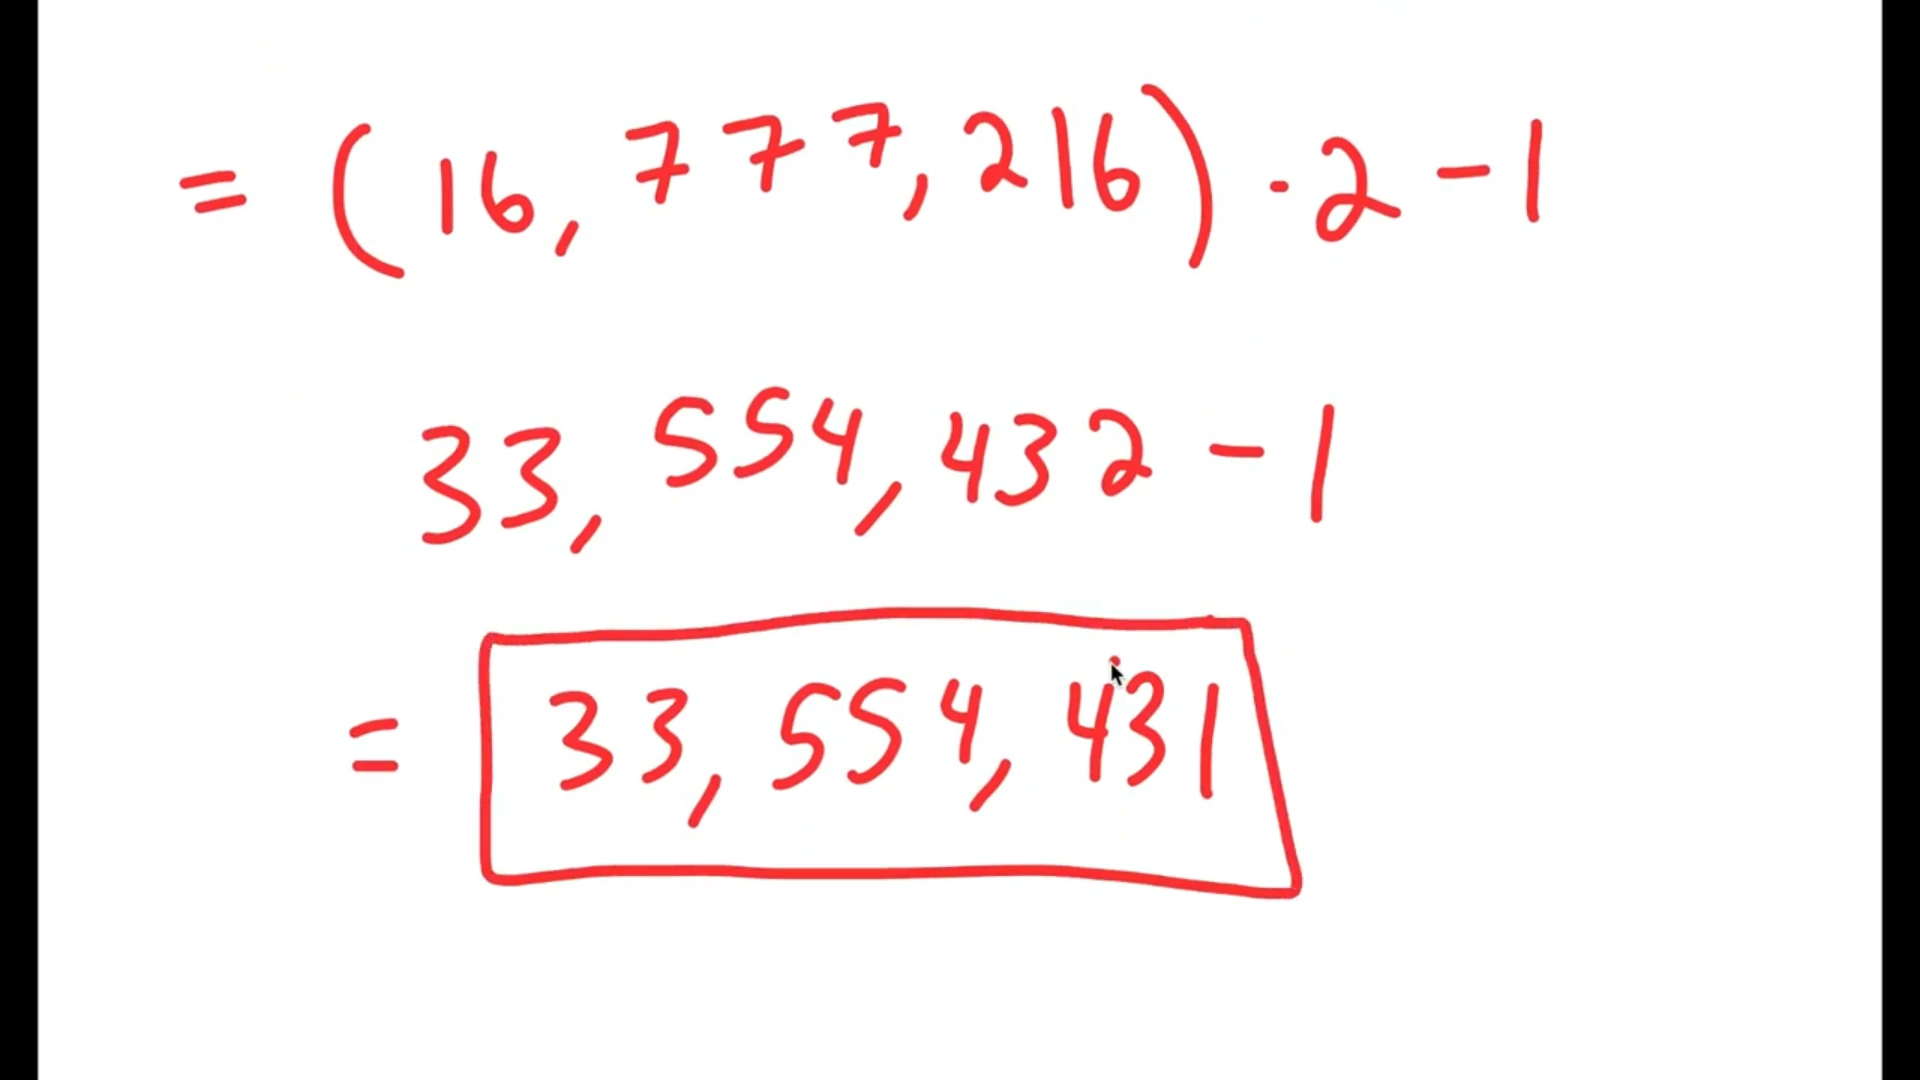 = (16,777,216) · 2 - 1
33,554,432 - 1
= 33,554,431